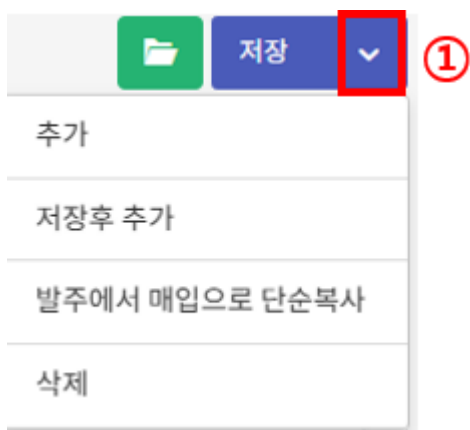 저장 ①
추가
저장후 추가
발주에서 매입으로 단순복사
삭제